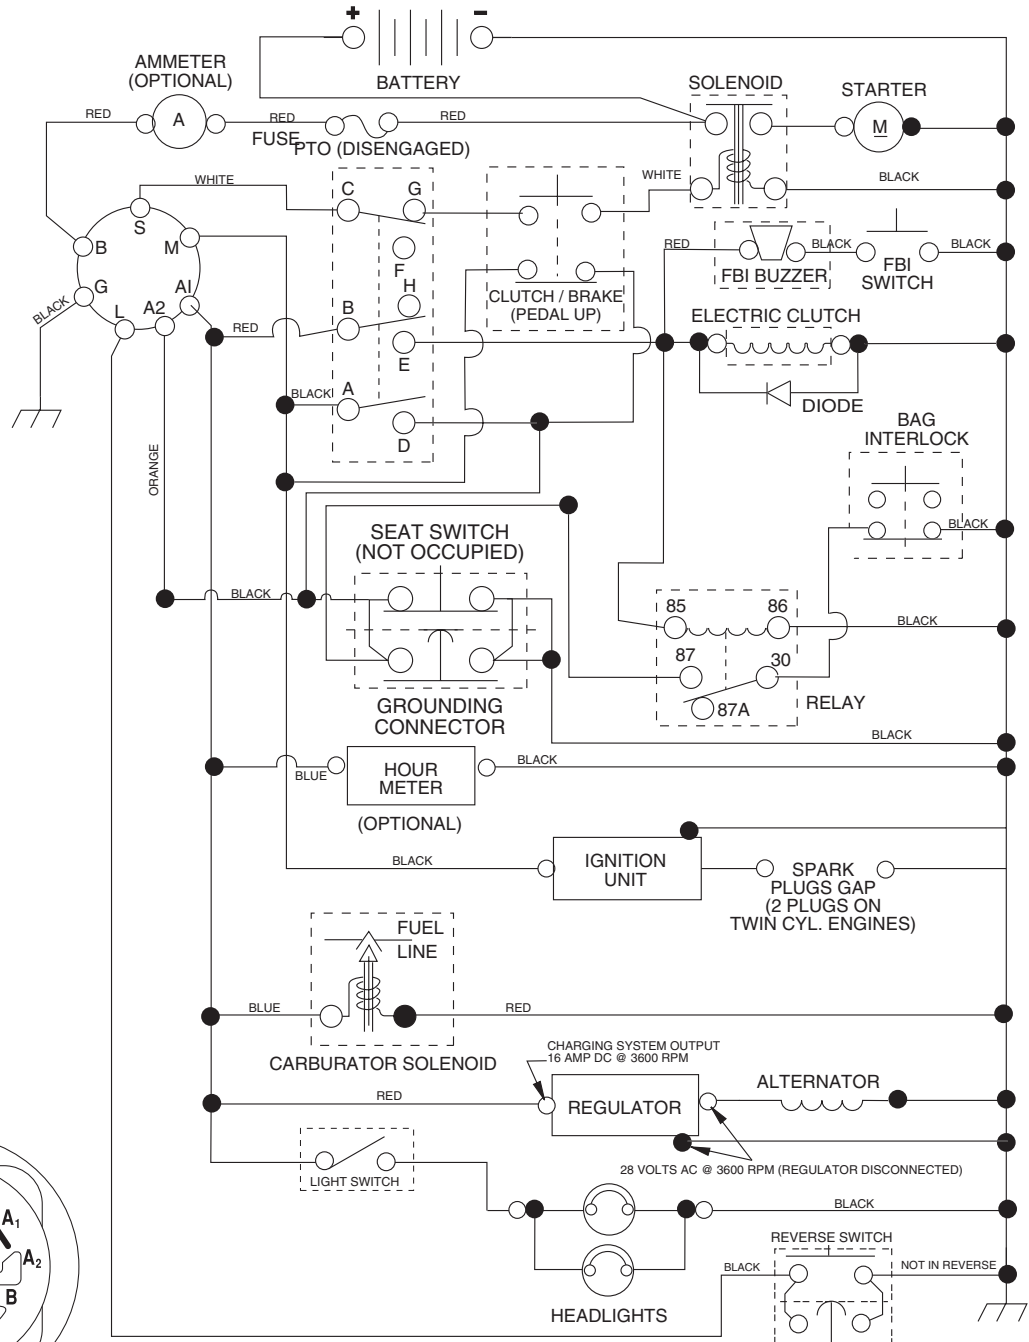 +
-
BATTERY
AMMETER
(OPTIONAL)
SOLENOID
STARTER
RED
A
RED
RED
M
FUSE
PTO (DISENGAGED)
WHITE
C
G
WHITE
BLACK
S
B
M
F
RED
BLACK
BLACK
FBI BUZZER
FBI
SWITCH
G
L
A2
AI
H
CLUTCH / BRAKE
(PEDAL UP)
BLACK
RED
B
ELECTRIC CLUTCH
E
BLACK
A
DIODE
D
BAG
INTERLOCK
ORANGE
BLACK
SEAT SWITCH
(NOT OCCUPIED)
BLACK
85
86
BLACK
87
30
87A
RELAY
GROUNDING
CONNECTOR
BLACK
BLUE
HOUR
METER
BLACK
(OPTIONAL)
BLACK
IGNITION
UNIT
SPARK
PLUGS GAP
(2 PLUGS ON
TWIN CYL. ENGINES)
FUEL
LINE
BLUE
RED
CARBURATOR SOLENOID
CHARGING SYSTEM OUTPUT
16 AMP DC @ 3600 RPM
RED
REGULATOR
ALTERNATOR
28 VOLTS AC @ 3600 RPM (REGULATOR DISCONNECTED)
LIGHT SWITCH
BLACK
A1
A2
B
REVERSE SWITCH
BLACK
NOT IN REVERSE
HEADLIGHTS